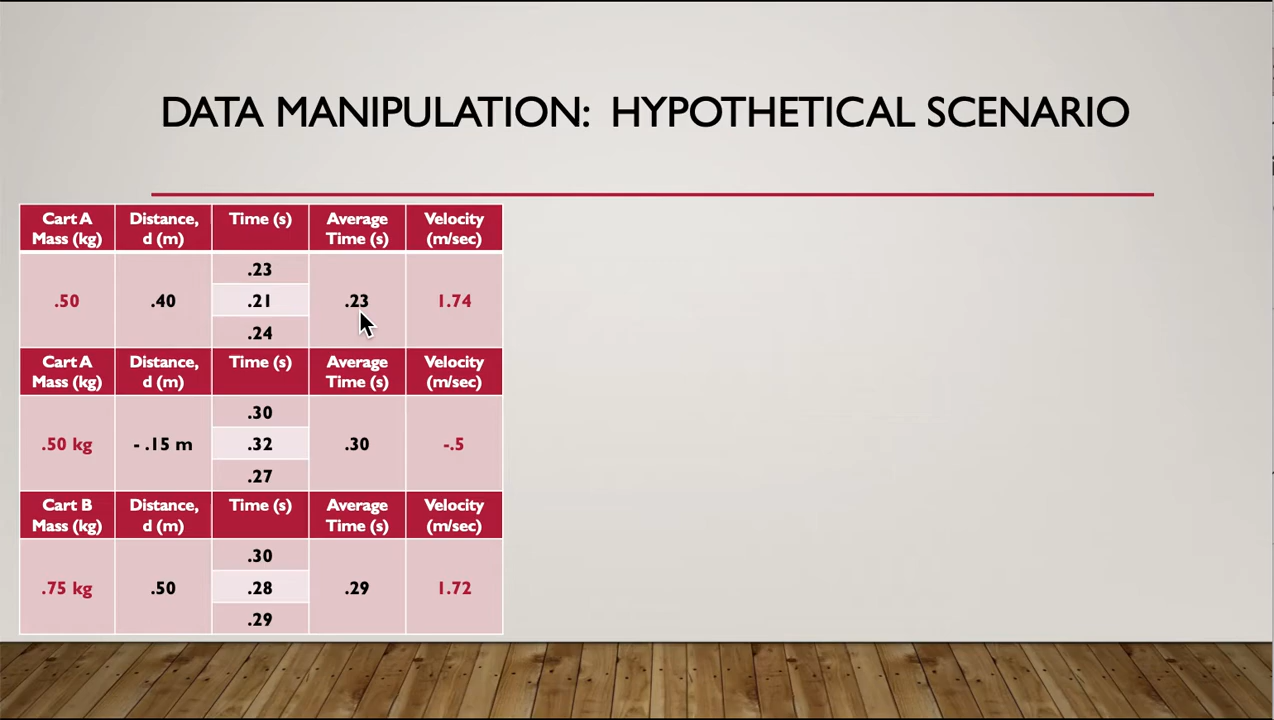 DATA MANIPULATION: HYPOTHETICAL SCENARIO
Cart A Mass (kg) Distance, d (m) Time (s) Average Time (s) Velocity (m/sec)
.50 .40 .23 .23 1.74
.21
.24
Cart A Mass (kg) Distance, d (m) Time (s) Average Time (s) Velocity (m/sec)
.50 kg - .15 m .30 .30 -.5
.32
.27
Cart B Mass (kg) Distance, d (m) Time (s) Average Time (s) Velocity (m/sec)
.75 kg .50 .30 .29 1.72
.28
.29